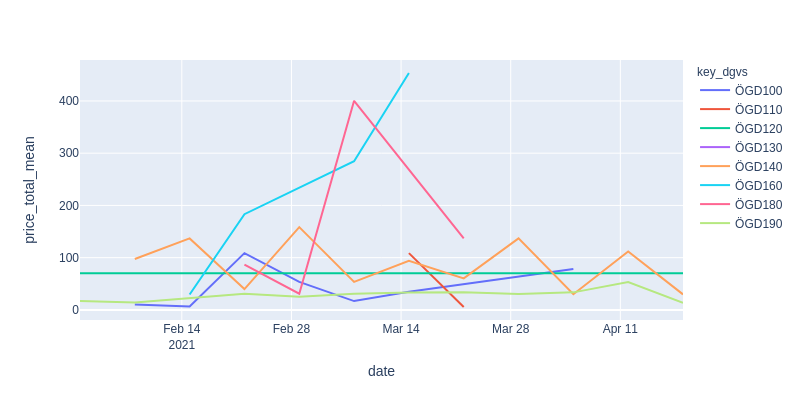 key_dgvs
ÖGD100
ÖGD110
ÖGD120
ÖGD130
ÖGD140
ÖGD160
ÖGD180
ÖGD190
price_total_mean
400
300
200
100
0
Feb 14
2021
Feb 28
Mar 14
Mar 28
Apr 11
date